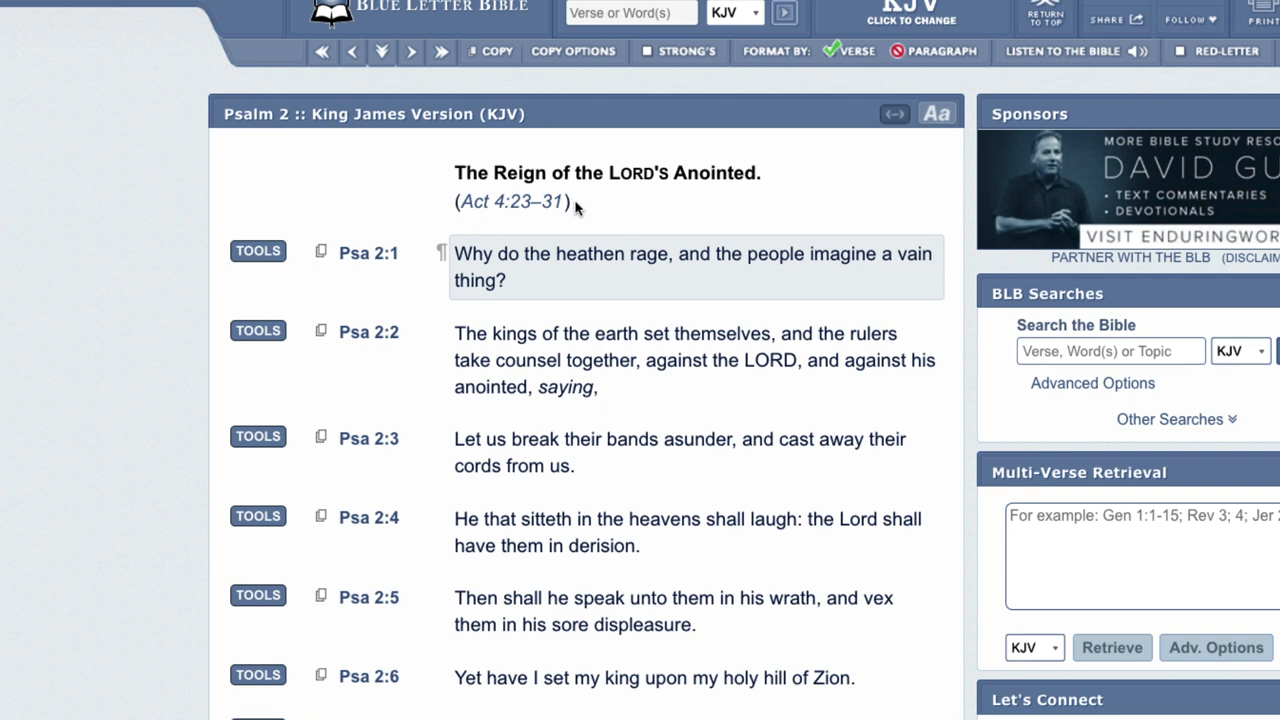 BLUE LETTER BIBLE
Verse or Word(s)
KJV
KJV
CLICK TO CHANGE
RETURN
TO TOP
SHARE
FOLLOW
PRINT
COPY
COPY OPTIONS
STRONG'S
FORMAT BY:
VERSE
PARAGRAPH
LISTEN TO THE BIBLE
RED-LETTER
Psalm 2 :: King James Version (KJV)
Aa
The Reign of the LORD'S Anointed.
(Act 4:23–31)
TOOLS
Psa 2:1
¶ Why do the heathen rage, and the people imagine a vain
thing?
TOOLS
Psa 2:2
The kings of the earth set themselves, and the rulers
take counsel together, against the LORD, and against his
anointed, saying,
TOOLS
Psa 2:3
Let us break their bands asunder, and cast away their
cords from us.
TOOLS
Psa 2:4
He that sitteth in the heavens shall laugh: the Lord shall
have them in derision.
TOOLS
Psa 2:5
Then shall he speak unto them in his wrath, and vex
them in his sore displeasure.
TOOLS
Psa 2:6
Yet have I set my king upon my holy hill of Zion.
Sponsors
MORE BIBLE STUDY RESO
DAVID GU
• TEXT COMMENTARIES
• DEVOTIONALS
VISIT ENDURINGWOR
PARTNER WITH THE BLB (DISCLAIM
BLB Searches
Search the Bible
Verse, Word(s) or Topic
KJV
Advanced Options
Other Searches
Multi-Verse Retrieval
For example: Gen 1:1-15; Rev 3; 4; Jer 2
KJV
Retrieve
Adv. Options
Let's Connect